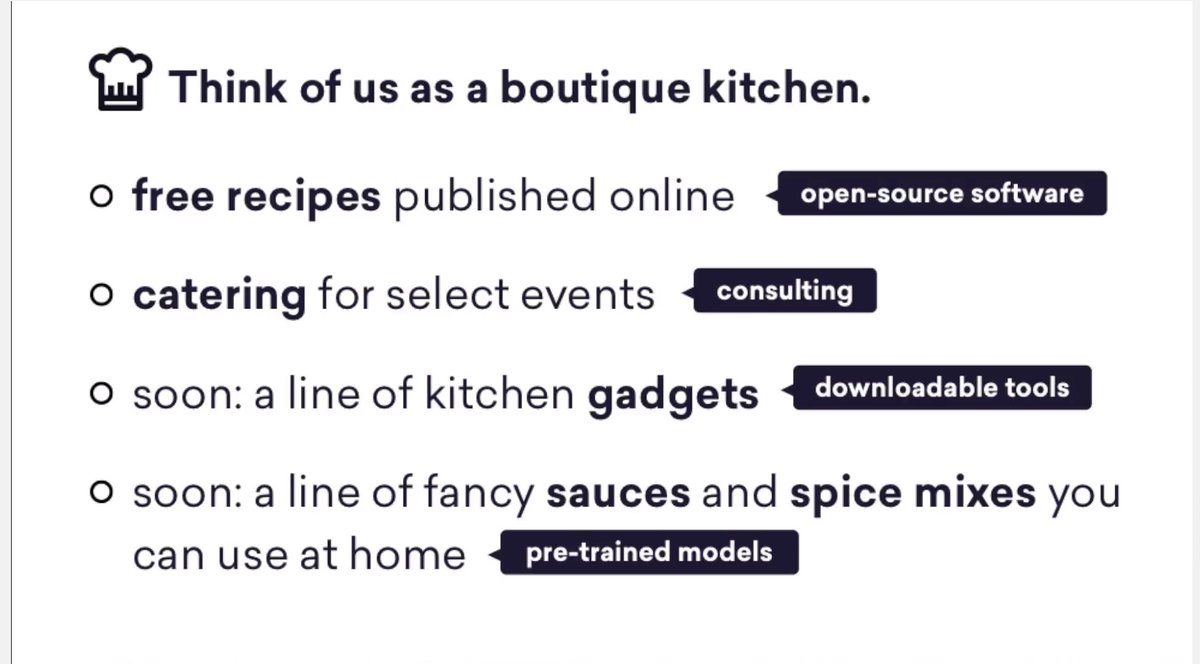 Think of us as a boutique kitchen.
free recipes published online open-source software
catering for select events consulting
soon: a line of kitchen gadgets downloadable tools
soon: a line of fancy sauces and spice mixes you
can use at home pre-trained models